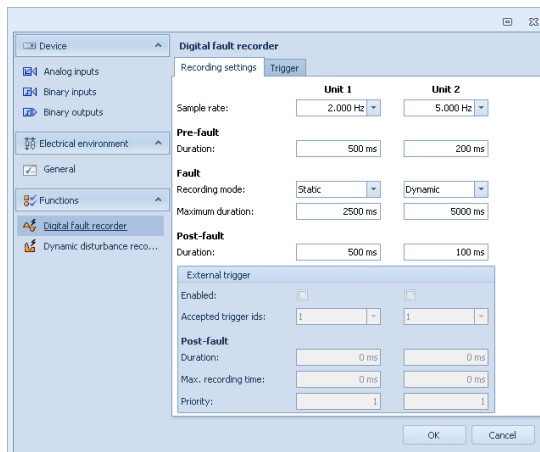 Device
Analog inputs
Binary inputs
Binary outputs
Electrical environment
General
Functions
Digital fault recorder
Dynamic disturbance reco...
Digital fault recorder
Recording settings Trigger
Unit 1 Unit 2
Sample rate: 2.000 Hz 5.000 Hz
Pre-fault
Duration: 500 ms 200 ms
Fault
Recording mode: Static Dynamic
Maximum duration: 2500 ms 5000 ms
Post-fault
Duration: 500 ms 100 ms
External trigger
Enabled:
Accepted trigger ids: 1 1
Post-fault
Duration: 0 ms 0 ms
Max. recording time: 0 ms 0 ms
Priority: 1 1
OK Cancel